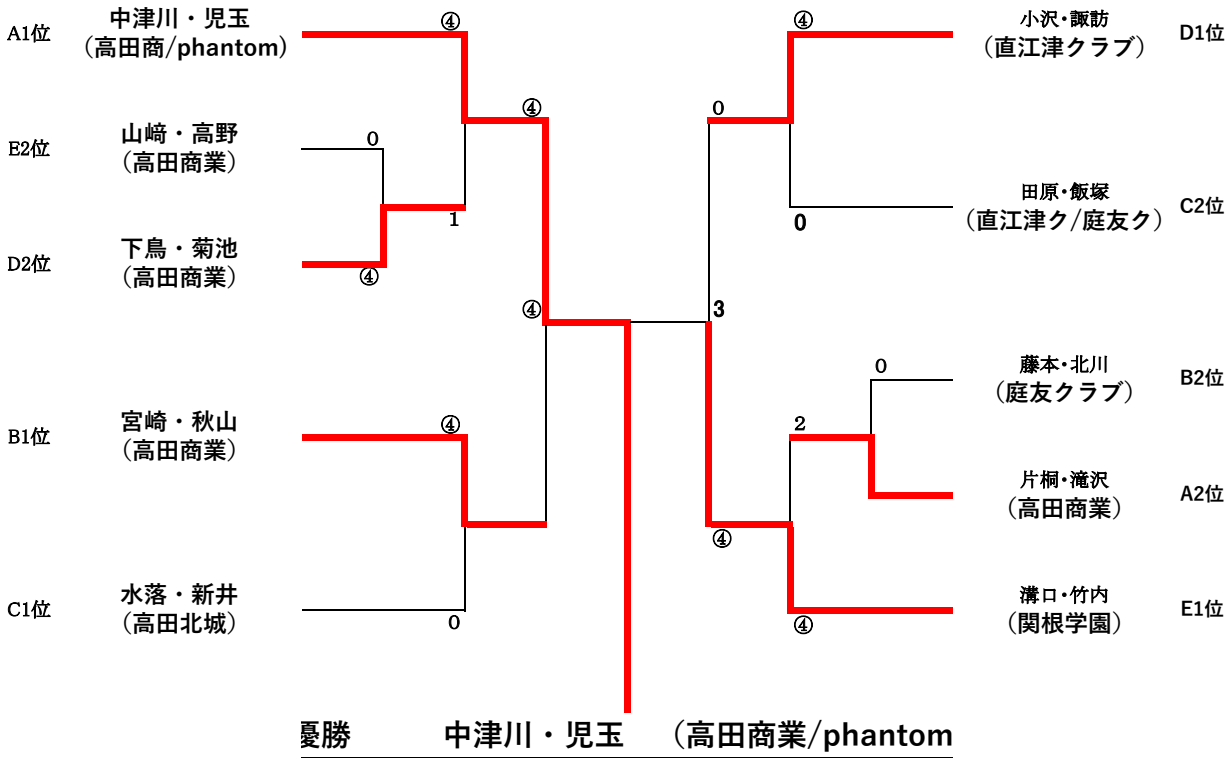 A1位
中津川・児玉
(高田商/phantom)
④
E2位
山﨑・高野
(高田商業)
0
④
1
D2位
下鳥・菊池
(高田商業)
④
④
B1位
宮崎・秋山
(高田商業)
④
C1位
水落・新井
(高田北城)
0
④
小沢・諏訪
(直江津クラブ)
D1位
0
田原・飯塚
(直江津ク/庭友ク)
C2位
0
3
藤本・北川
(庭友クラブ)
B2位
0
2
片桐・滝沢
(高田商業)
A2位
④
溝口・竹内
(関根学園)
E1位
④
優勝 中津川・児玉 (高田商業/phantom